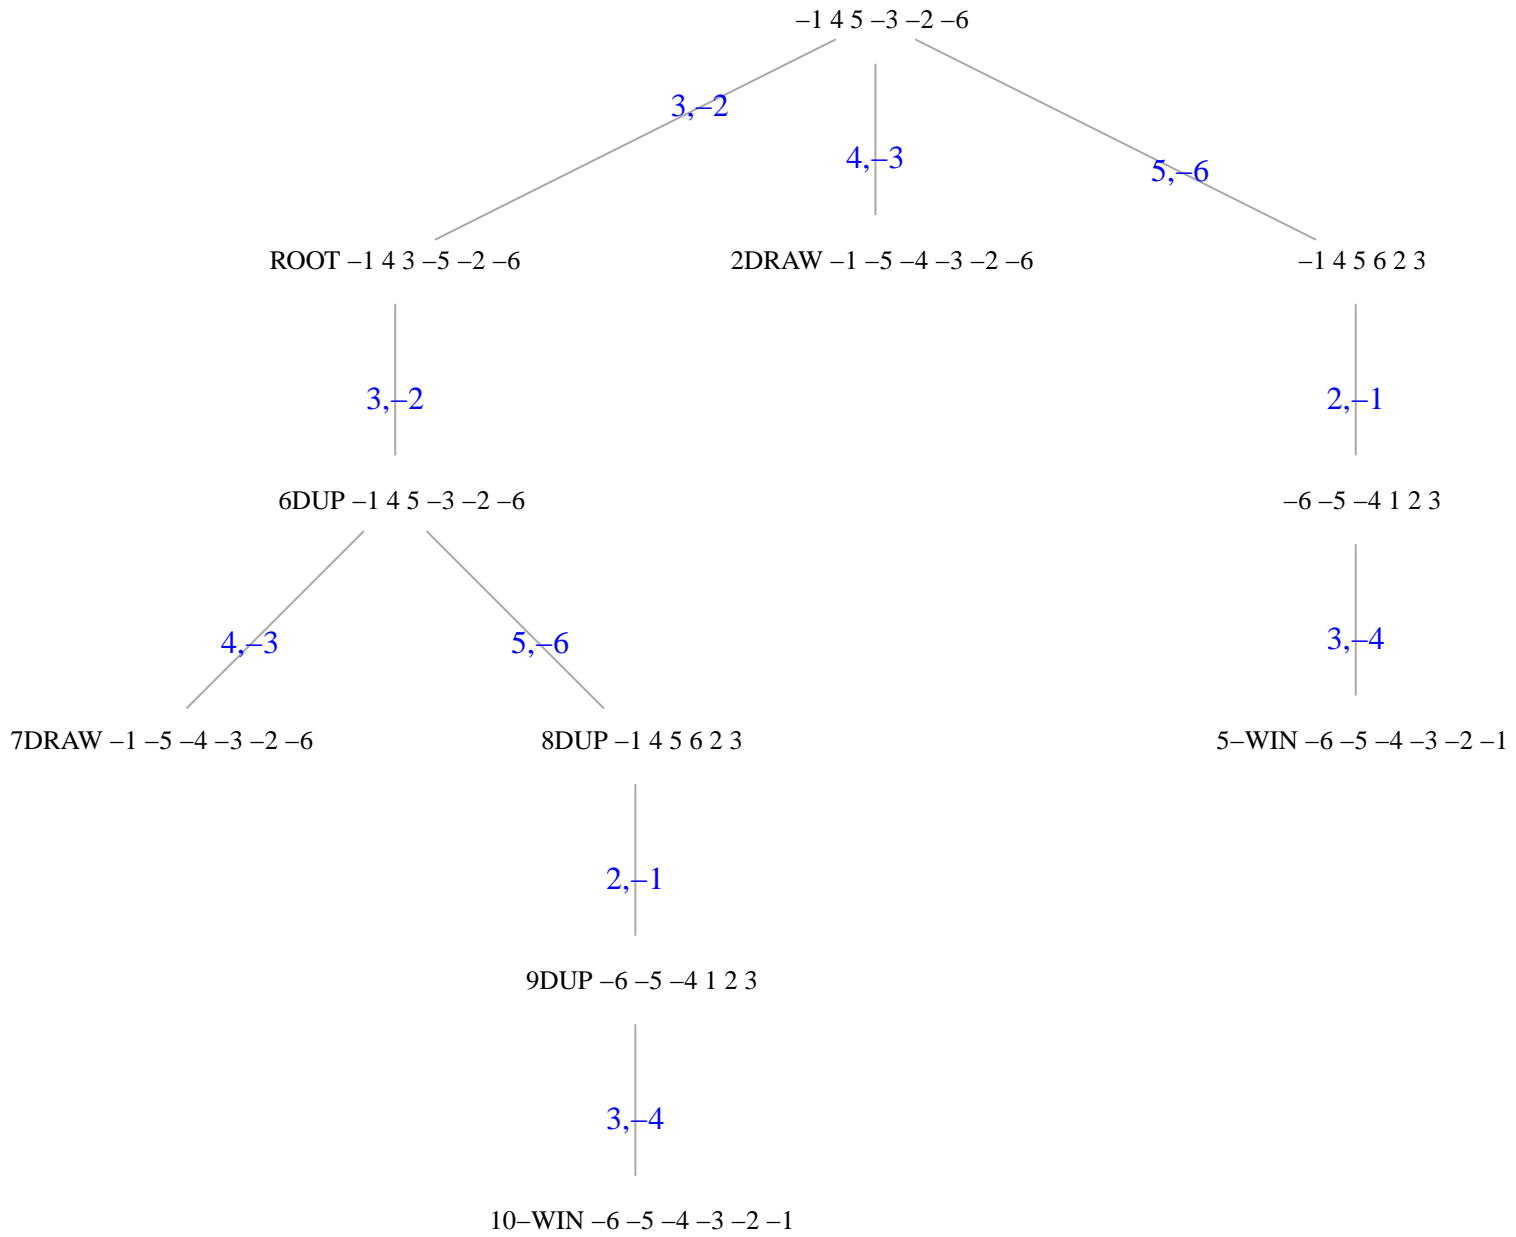 –1 4 5 –3 –2 –6
3,–2
4,–3
5,–6
ROOT –1 4 3 –5 –2 –6
2DRAW –1 –5 –4 –3 –2 –6
–1 4 5 6 2 3
3,–2
2,–1
6DUP –1 4 5 –3 –2 –6
–6 –5 –4 1 2 3
4,–3
5,–6
3,–4
7DRAW –1 –5 –4 –3 –2 –6
8DUP –1 4 5 6 2 3
5–WIN –6 –5 –4 –3 –2 –1
2,–1
9DUP –6 –5 –4 1 2 3
3,–4
10–WIN –6 –5 –4 –3 –2 –1